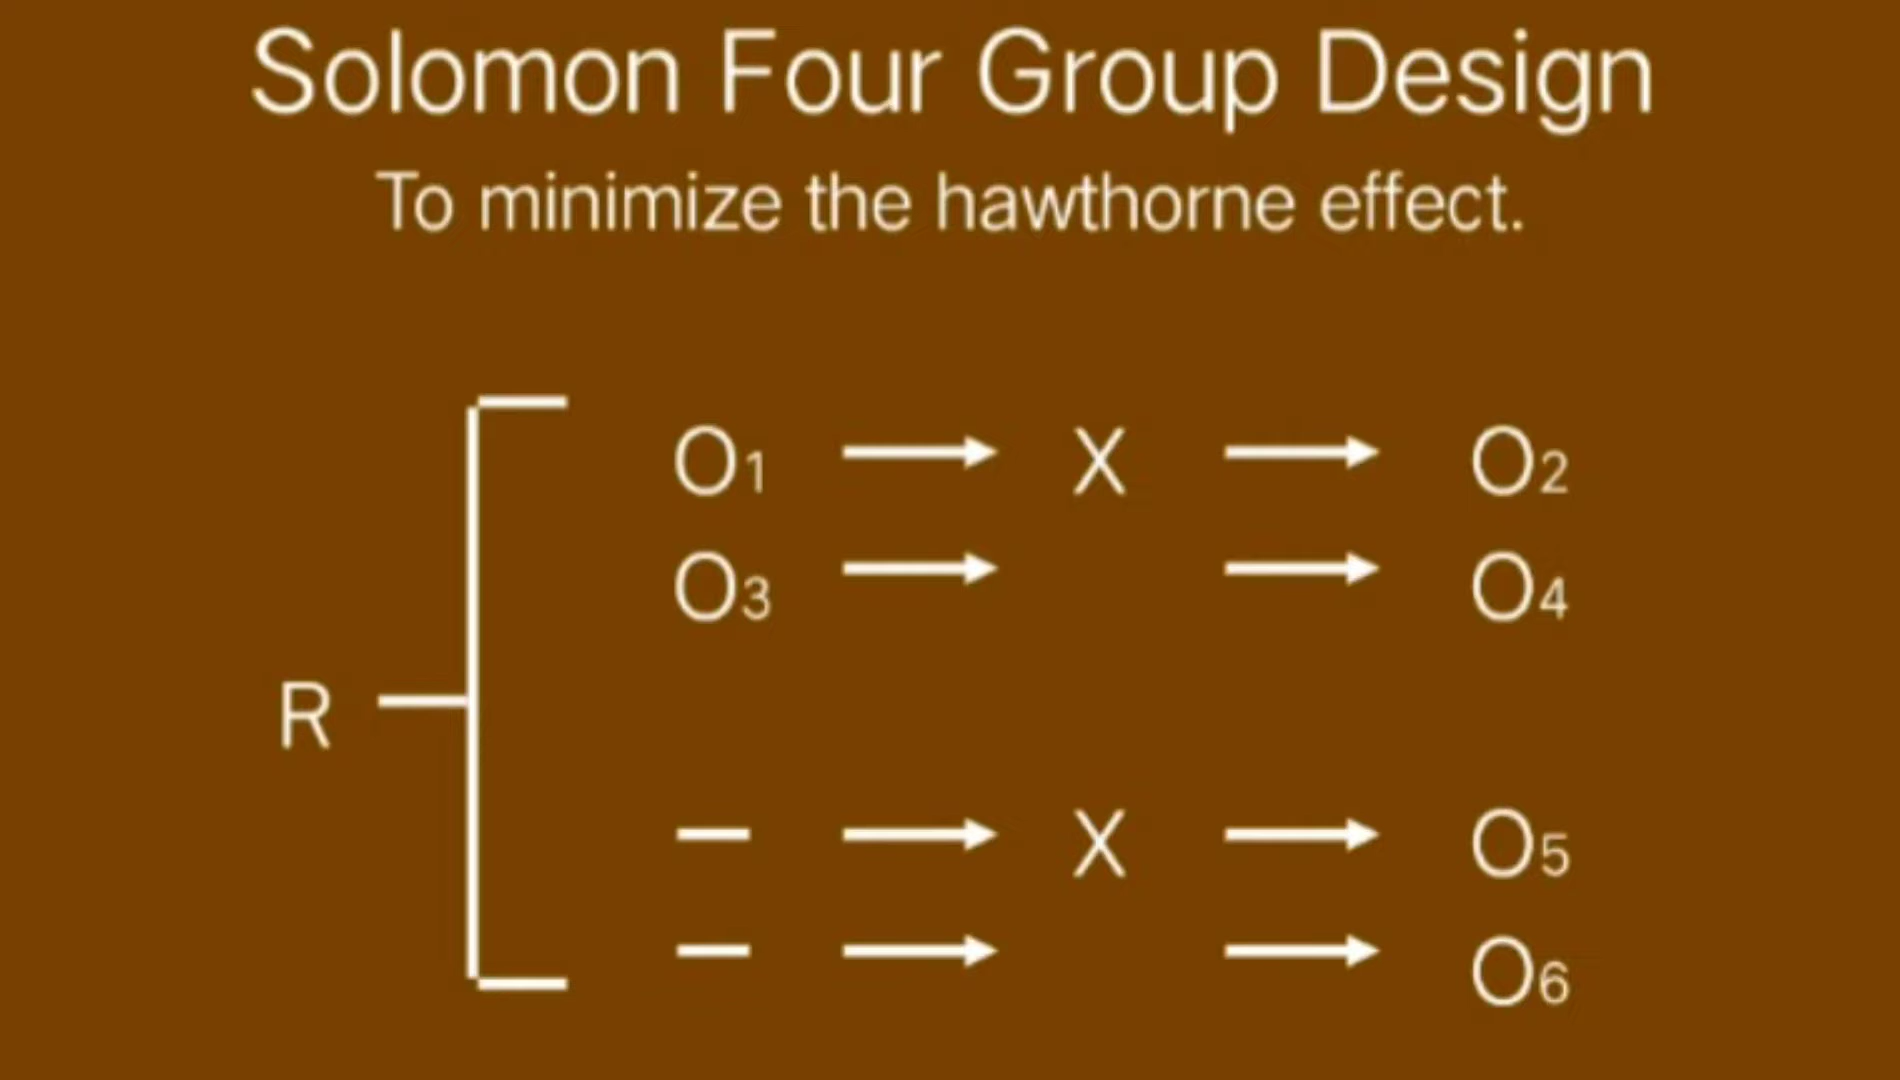 Solomon Four Group Design
To minimize the hawthorne effect.
O1 → X → O2
O3 → → O4
R
– → X → O5
– → → O6